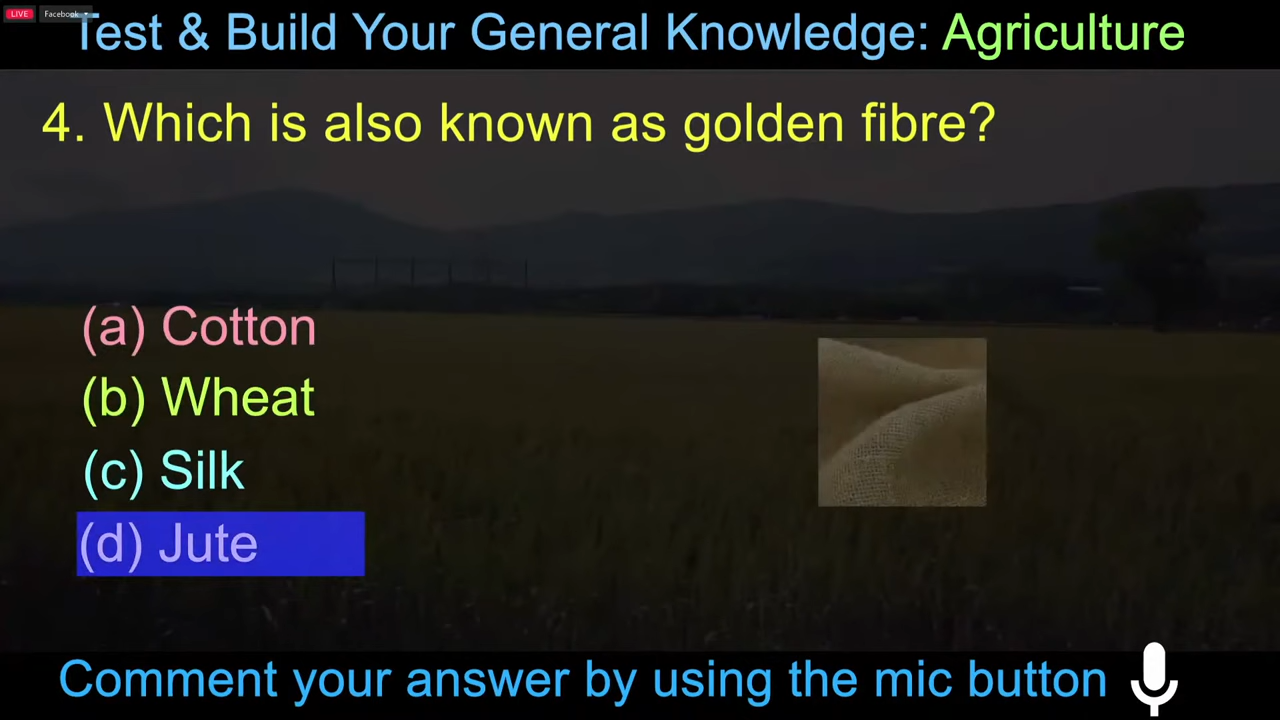 LIVE
Facebook
Test & Build Your General Knowledge: Agriculture
4. Which is also known as golden fibre?
(a) Cotton
(b) Wheat
(c) Silk
(d) Jute
Comment your answer by using the mic button